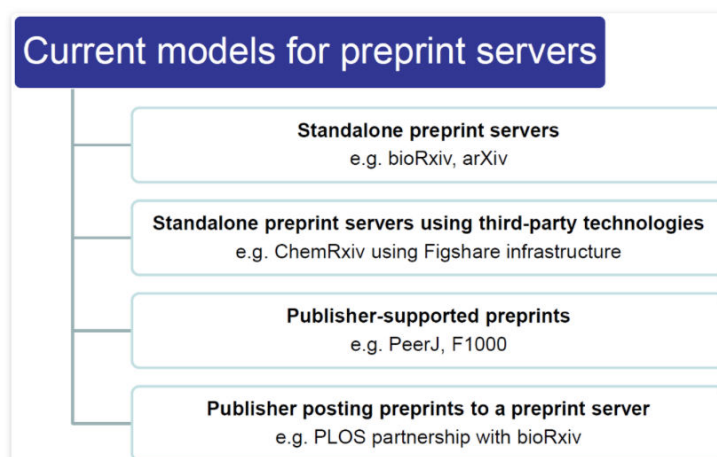 Current models for preprint servers
Standalone preprint servers
e.g. bioRxiv, arXiv
Standalone preprint servers using third-party technologies
e.g. ChemRxiv using Figshare infrastructure
Publisher-supported preprints
e.g. PeerJ, F1000
Publisher posting preprints to a preprint server
e.g. PLOS partnership with bioRxiv